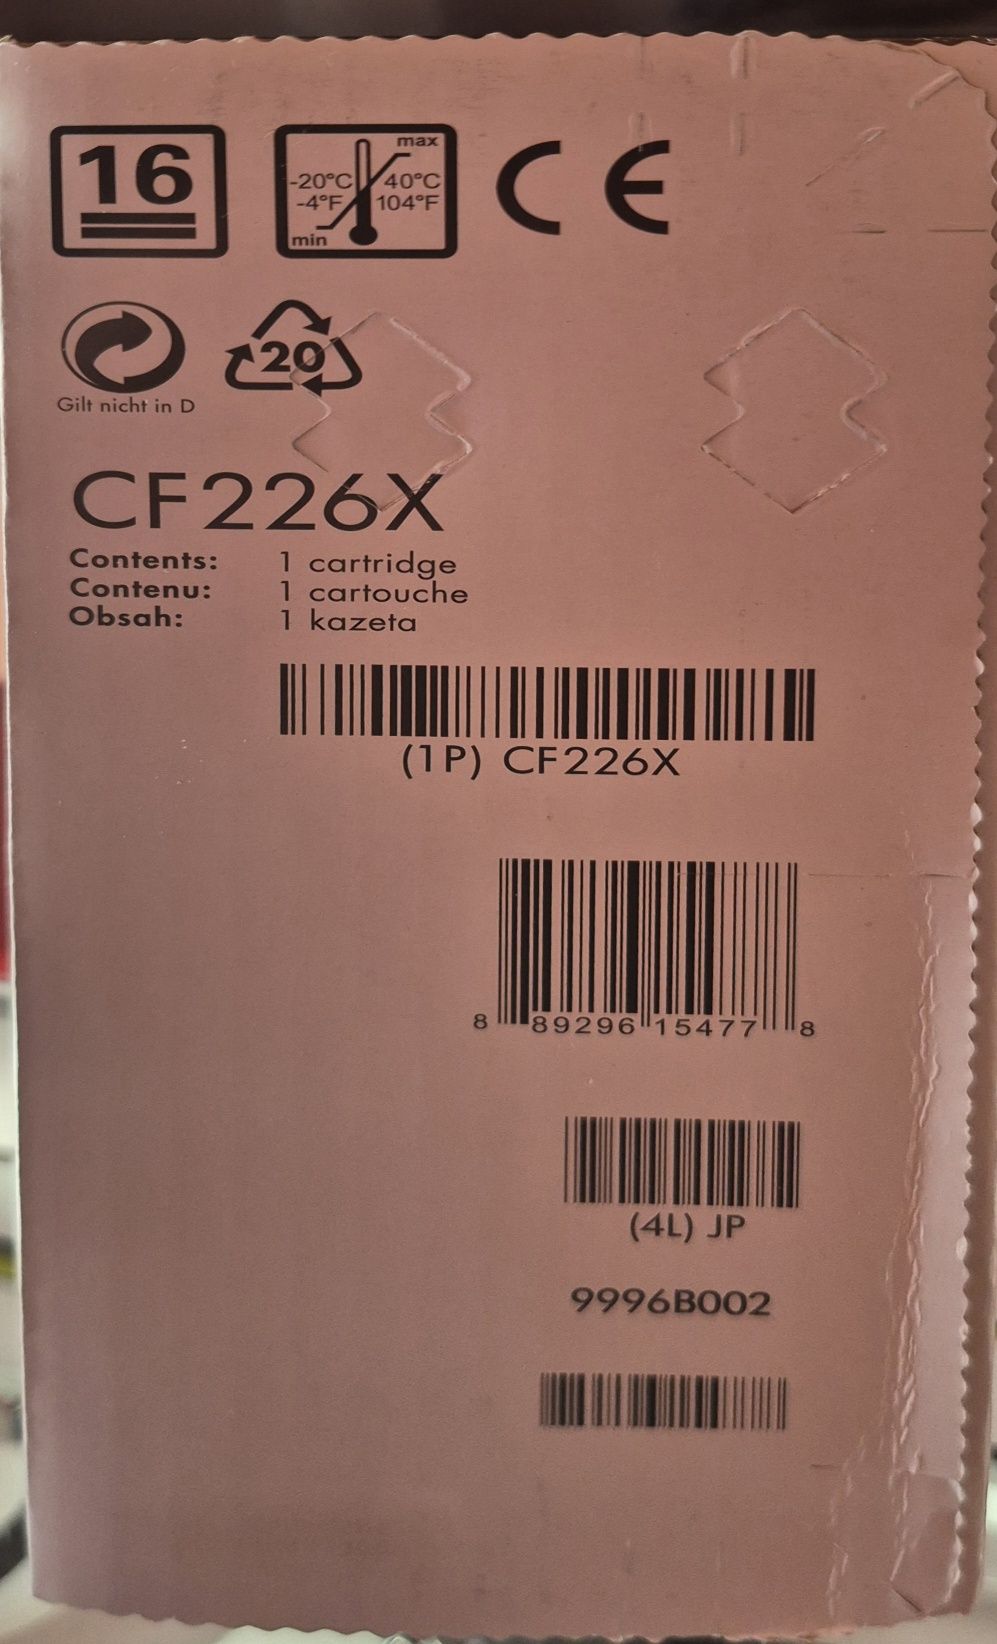 16
max
-20°C 40°C
-4°F 104°F
min
CE
20
Gilt nicht in D
CF226X
Contents: 1 cartridge
Contenu: 1 cartouche
Obsah: 1 kazeta
(1P) CF226X
8 89296 15477 8
(4L) JP
9996B002